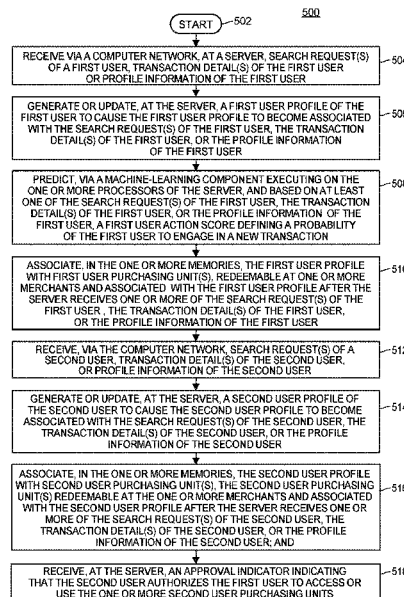 500
START
502
RECEIVE VIA A COMPUTER NETWORK, AT A SERVER, SEARCH REQUEST(S)
OF A FIRST USER, TRANSACTION DETAIL(S) OF THE FIRST USER
OR PROFILE INFORMATION OF THE FIRST USER
GENERATE OR UPDATE, AT THE SERVER, A FIRST USER PROFILE OF THE
FIRST USER TO CAUSE THE FIRST USER PROFILE TO BECOME ASSOCIATED
WITH THE SEARCH REQUEST(S) OF THE FIRST USER, THE TRANSACTION
DETAIL(S) OF THE FIRST USER, OR THE PROFILE INFORMATION
OF THE FIRST USER
PREDICT, VIA A MACHINE-LEARNING COMPONENT EXECUTING ON THE
ONE OR MORE PROCESSORS OF THE SERVER, AND BASED ON AT LEAST
ONE OF THE SEARCH REQUEST(S) OF THE FIRST USER, THE TRANSACTION
DETAIL(S) OF THE FIRST USER, OR THE PROFILE INFORMATION OF THE
FIRST USER, A FIRST USER ACTION SCORE DEFINING A PROBABILITY
OF THE FIRST USER TO ENGAGE IN A NEW TRANSACTION
508
ASSOCIATE, IN THE ONE OR MORE MEMORIES, THE FIRST USER PROFILE
WITH FIRST USER PURCHASING UNIT(S), REDEEMABLE AT ONE OR MORE
MERCHANTS AND ASSOCIATED WITH THE FIRST USER PROFILE AFTER THE
SERVER RECEIVES ONE OR MORE OF THE SEARCH REQUEST(S) OF THE
FIRST USER , THE TRANSACTION DETAIL(S) OF THE FIRST USER,
OR THE PROFILE INFORMATION OF THE FIRST USER
RECEIVE, VIA THE COMPUTER NETWORK, SEARCH REQUEST(S) OF A
SECOND USER, TRANSACTION DETAIL(S) OF THE SECOND USER,
OR PROFILE INFORMATION OF THE SECOND USER
512
GENERATE OR UPDATE, AT THE SERVER, A SECOND USER PROFILE OF
THE SECOND USER TO CAUSE THE SECOND USER PROFILE TO BECOME
ASSOCIATED WITH THE SEARCH REQUEST(S) OF THE SECOND USER, THE
TRANSACTION DETAIL(S) OF THE SECOND USER, OR THE PROFILE
INFORMATION OF THE SECOND USER
514
ASSOCIATE, IN THE ONE OR MORE MEMORIES, THE SECOND USER PROFILE
WITH SECOND USER PURCHASING UNIT(S), THE SECOND USER PURCHASING
UNIT(S) REDEEMABLE AT THE ONE OR MORE MERCHANTS AND ASSOCIATED
WITH THE SECOND USER PROFILE AFTER THE SERVER RECEIVES ONE OR
MORE OF THE SEARCH REQUEST(S) OF THE SECOND USER, THE
TRANSACTION DETAIL(S) OF THE SECOND USER, OR THE PROFILE
INFORMATION OF THE SECOND USER; AND
RECEIVE, AT THE SERVER, AN APPROVAL INDICATOR INDICATING
THAT THE SECOND USER AUTHORIZES THE FIRST USER TO ACCESS OR
USE THE ONE OR MORE SECOND USER PURCHASING UNITS